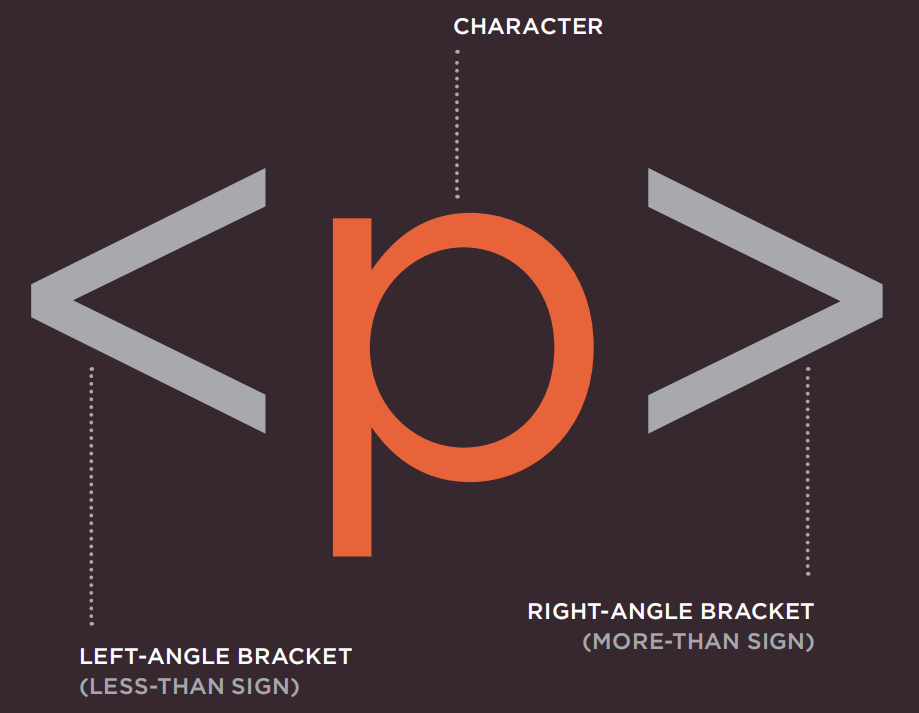 CHARACTER
<p>
LEFT-ANGLE BRACKET
(LESS-THAN SIGN)
RIGHT-ANGLE BRACKET
(MORE-THAN SIGN)